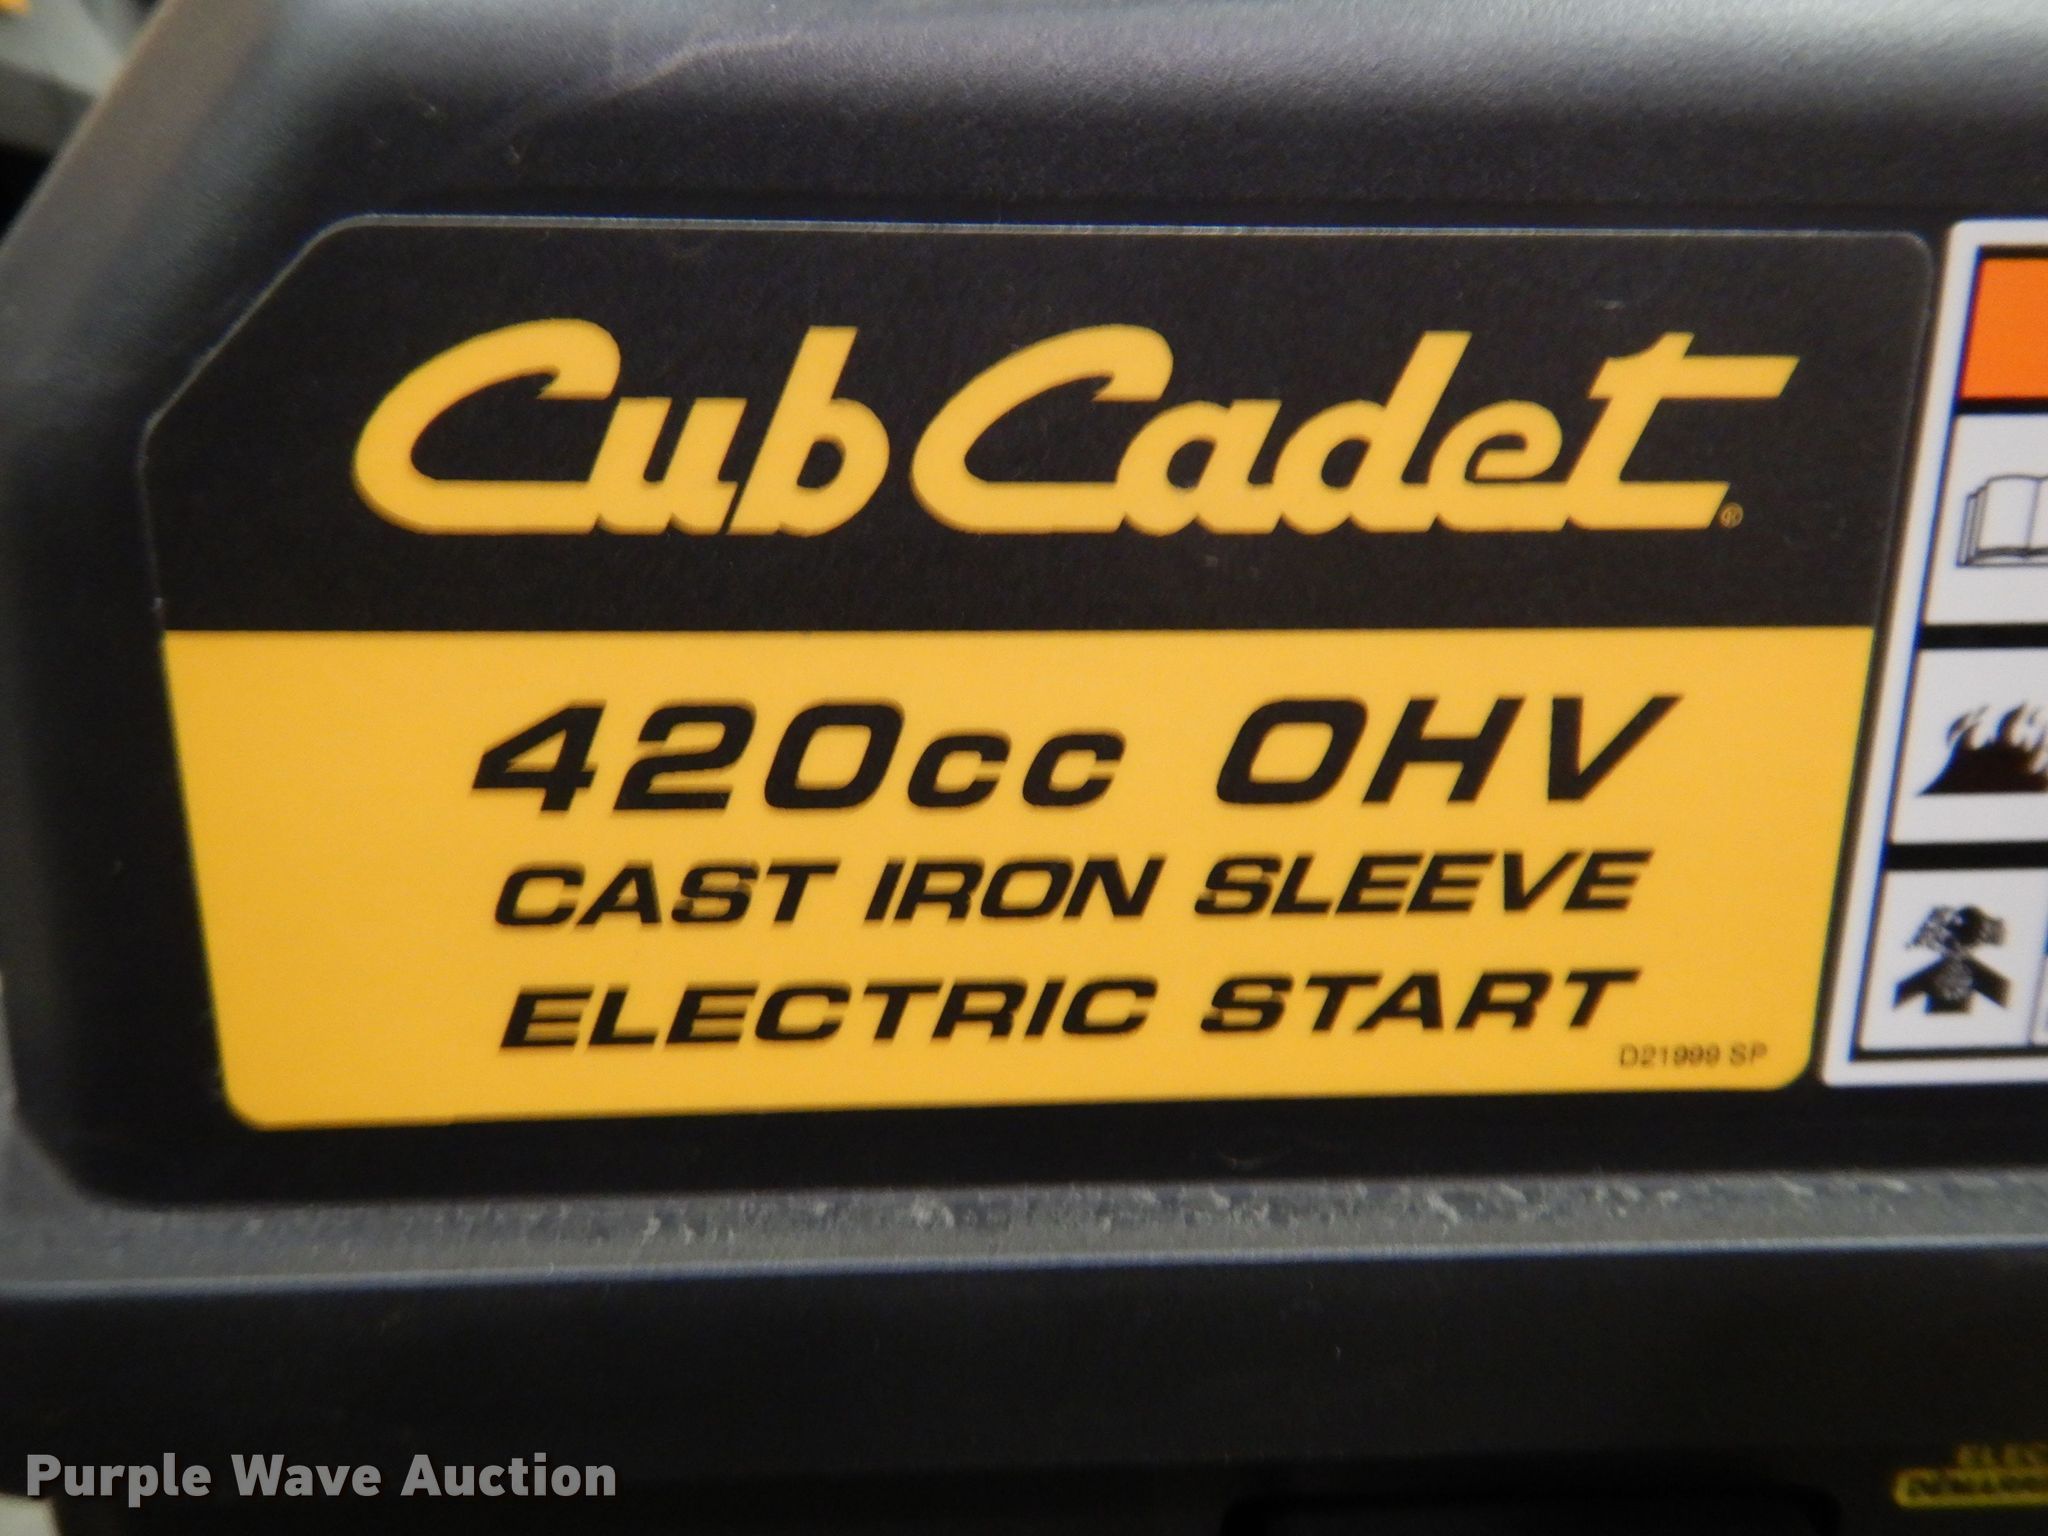 Cub Cadet®
420cc OHV
CAST IRON SLEEVE
ELECTRIC START
D21999 SP
Purple Wave Auction